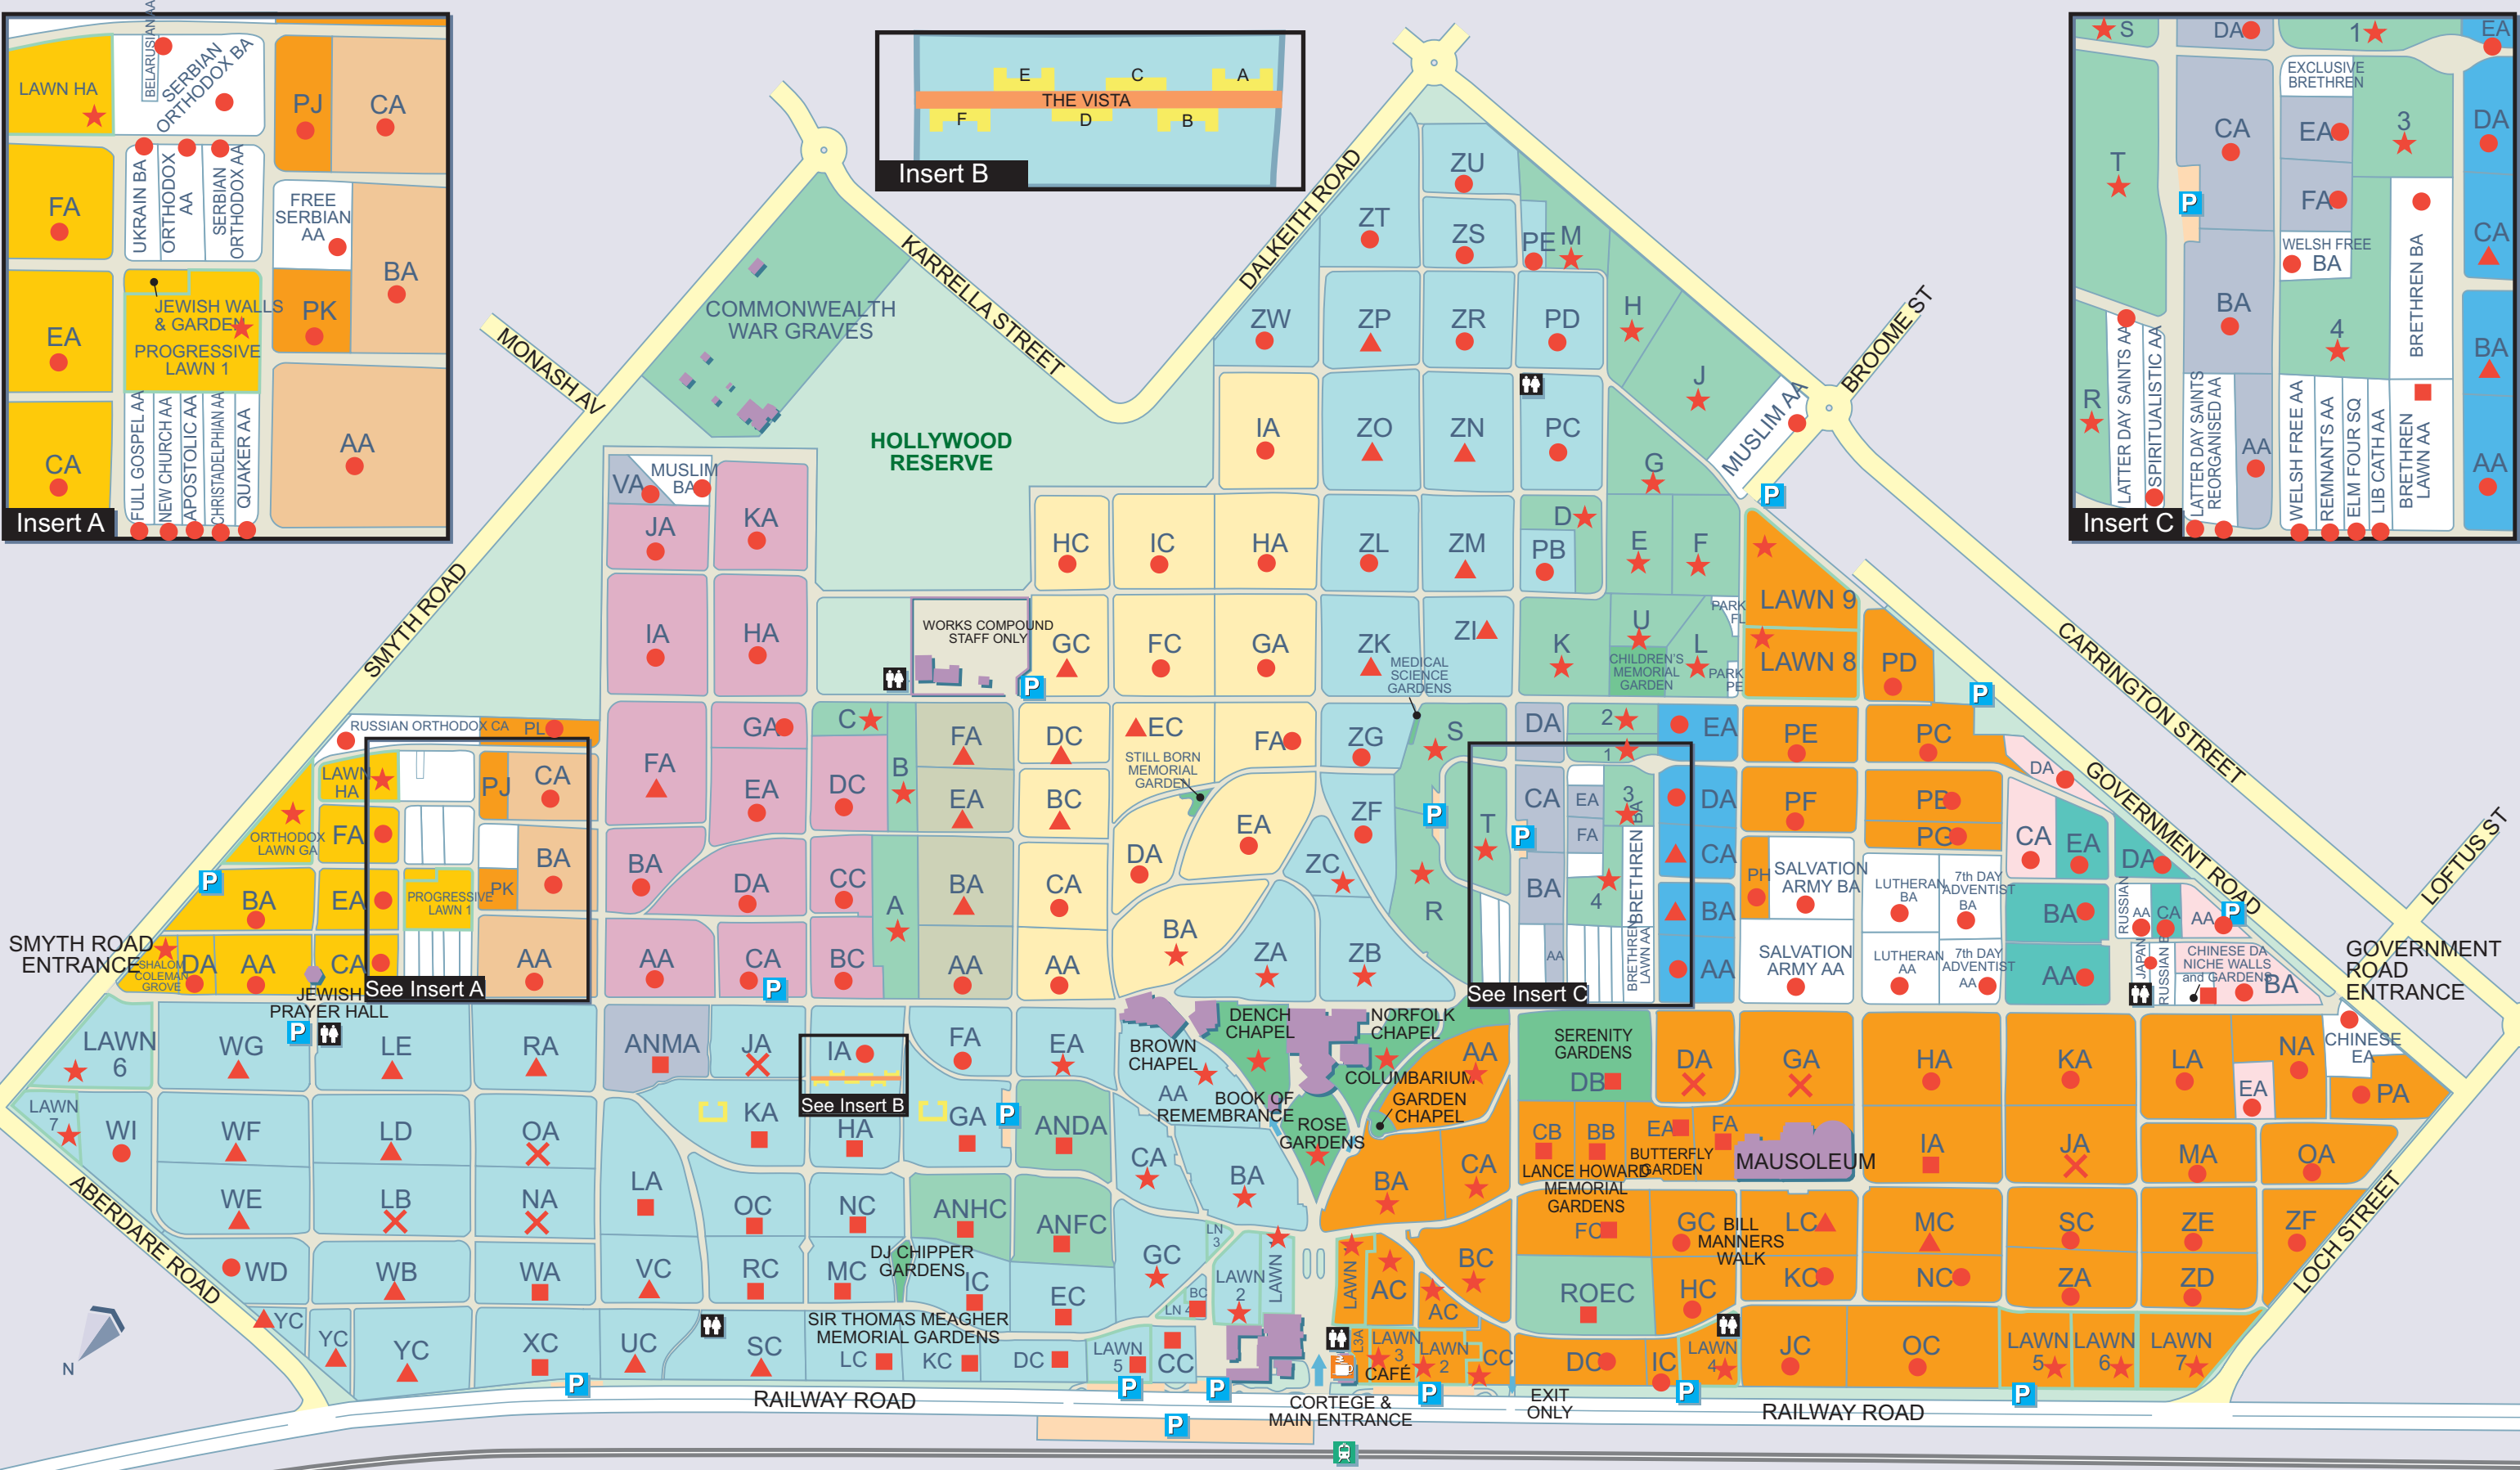 LAWN HA
BELARUSIAN AA
SERBIAN
ORTHODOX BA
PJ
CA
FA
UKRAIN BA
ORTHODOX
AA
SERBIAN
ORTHODOX AA
FREE
SERBIAN
AA
BA
EA
JEWISH WALLS
& GARDEN
PROGRESSIVE
LAWN 1
PK
CA
FULL GOSPEL AA
NEW CHURCH AA
APOSTOLIC AA
CHRISTADELPHIAN AA
QUAKER AA
AA
Insert A
E
C
A
THE VISTA
F
D
B
Insert B
S
DA
1
EA
EXCLUSIVE
BRETHREN
T
CA
EA
3
DA
FA
WELSH FREE
BA
BRETHREN BA
CA
BA
4
BA
R
LATTER DAY SAINTS AA
SPIRITUALISTIC AA
LATTER DAY SAINTS
REORGANISED AA
AA
WELSH FREE AA
REMNANTS AA
ELM FOUR SQ
LIB CATH AA
BRETHREN
LAWN AA
AA
Insert C
MONASH AV
KARRELLA STREET
DALKEITH ROAD
BROOME ST
SMYTH ROAD
CARRINGTON STREET
GOVERNMENT ROAD
LOFTUS ST
COMMONWEALTH
WAR GRAVES
HOLLYWOOD
RESERVE
ZU
ZT
ZS
PE
M
ZW
ZP
ZR
PD
H
J
MUSLIM AA
P
IA
ZO
ZN
PC
G
VA
MUSLIM
BA
JA
KA
HC
IC
HA
ZL
ZM
D
PB
E
F
LAWN 9
IA
HA
WORKS COMPOUND
STAFF ONLY
P
GC
FC
GA
ZK
ZI
MEDICAL
SCIENCE
GARDENS
K
U
L
PARK
FL
CHILDREN'S
MEMORIAL
GARDEN
PARK
PE
LAWN 8
PD
P
RUSSIAN ORTHODOX CA
PL
FA
GA
C
B
FA
DC
EC
STILL BORN
MEMORIAL
GARDEN
FA
ZG
S
DA
2
1
EA
PE
PC
DA
LAWN
HA
PJ
CA
EA
DC
EA
BC
EA
ZF
P
T
P
CA
EA
3
DA
PF
PB
PG
ORTHODOX
LAWN GA
FA
BA
BA
DA
CC
A
BA
CA
DA
ZC
R
BA
FA
4
BRETHREN BA
CA
PH
SALVATION
ARMY BA
LUTHERAN
BA
7th DAY
ADVENTIST
BA
CA
EA
DA
P
BA
EA
PROGRESSIVE
LAWN 1
PK
BA
BA
BA
RUSSIAN
AA
CA
AA
P
SMYTH ROAD
ENTRANCE
SHALOM
COLEMAN
GROVE
DA
AA
CA
AA
AA
CA
P
BC
AA
AA
ZA
ZB
AA
BRETHREN
LAWN AA
AA
SALVATION
ARMY AA
LUTHERAN
AA
7th DAY
ADVENTIST
AA
AA
JAPAN
RUSSIAN B
CHINESE DA
NICHE WALLS
and GARDENS
BA
GOVERNMENT
ROAD
ENTRANCE
JEWISH
PRAYER HALL
See Insert A
See Insert C
P
LAWN
6
WG
LE
RA
ANMA
JA
IA
See Insert B
FA
EA
BROWN
CHAPEL
DENCH
CHAPEL
NORFOLK
CHAPEL
COLUMBARIUM
GARDEN
CHAPEL
AA
SERENITY
GARDENS
DB
DA
GA
HA
KA
LA
NA
CHINESE
EA
EA
PA
LAWN
7
WI
WF
LD
OA
KA
HA
GA
P
ANDA
AA
BOOK OF
REMEMBRANCE
ROSE
GARDENS
CB
BB
EA
FA
BUTTERFLY
GARDEN
MAUSOLEUM
IA
JA
MA
OA
LANCE HOWARD
MEMORIAL
GARDENS
ABERDARE ROAD
WE
LB
NA
LA
OC
NC
ANHC
ANFC
CA
BA
BA
CA
FC
GC
BILL
MANNERS
WALK
LC
MC
SC
ZE
ZF
LOCH STREET
WD
WB
WA
VC
RC
MC
DJ CHIPPER
GARDENS
IC
EC
GC
LN
3
LAWN
2
LAWN
BC
LN 4
LAWN
AC
AC
BC
ROEC
HC
KC
NC
ZA
ZD
YC
YC
YC
XC
UC
SC
SIR THOMAS MEAGHER
MEMORIAL GARDENS
LC
KC
DC
LAWN
5
CC
L3A
LAWN
3
LAWN
2
CC
CAFÉ
DC
IC
LAWN
4
JC
OC
LAWN
5
LAWN
6
LAWN
7
N
P
P
P
P
P
P
RAILWAY ROAD
CORTEGE &
MAIN ENTRANCE
EXIT
ONLY
RAILWAY ROAD
P